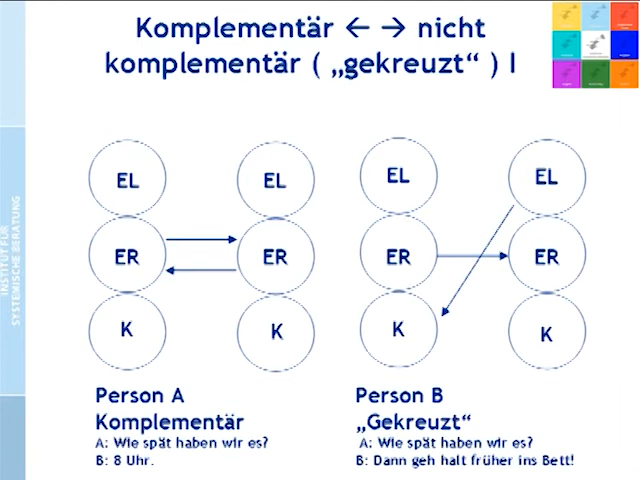 Komplementär ← → nicht
komplementär ( „gekreuzt“ ) I
INSTITUT FÜR
SYSTEMISCHE BERATUNG
EL EL EL EL
ER ER ER ER
K K K K
Person A
Komplementär
A: Wie spät haben wir es?
B: 8 Uhr.
Person B
„Gekreuzt“
A: Wie spät haben wir es?
B: Dann geh halt früher ins Bett!